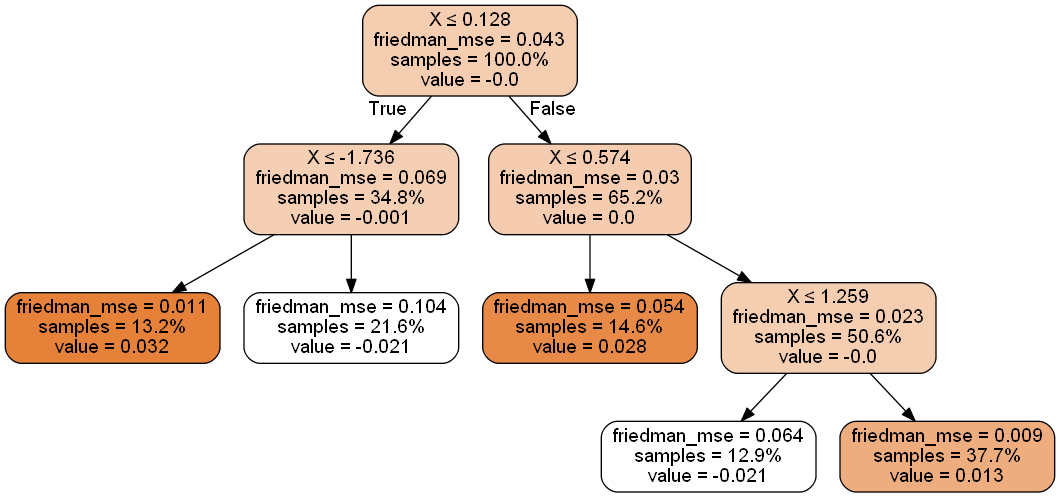 X ≤ 0.128
friedman_mse = 0.043
samples = 100.0%
value = -0.0
True
False
X ≤ -1.736
friedman_mse = 0.069
samples = 34.8%
value = -0.001
X ≤ 0.574
friedman_mse = 0.03
samples = 65.2%
value = 0.0
friedman_mse = 0.011
samples = 13.2%
value = 0.032
friedman_mse = 0.104
samples = 21.6%
value = -0.021
friedman_mse = 0.054
samples = 14.6%
value = 0.028
X ≤ 1.259
friedman_mse = 0.023
samples = 50.6%
value = -0.0
friedman_mse = 0.064
samples = 12.9%
value = -0.021
friedman_mse = 0.009
samples = 37.7%
value = 0.013